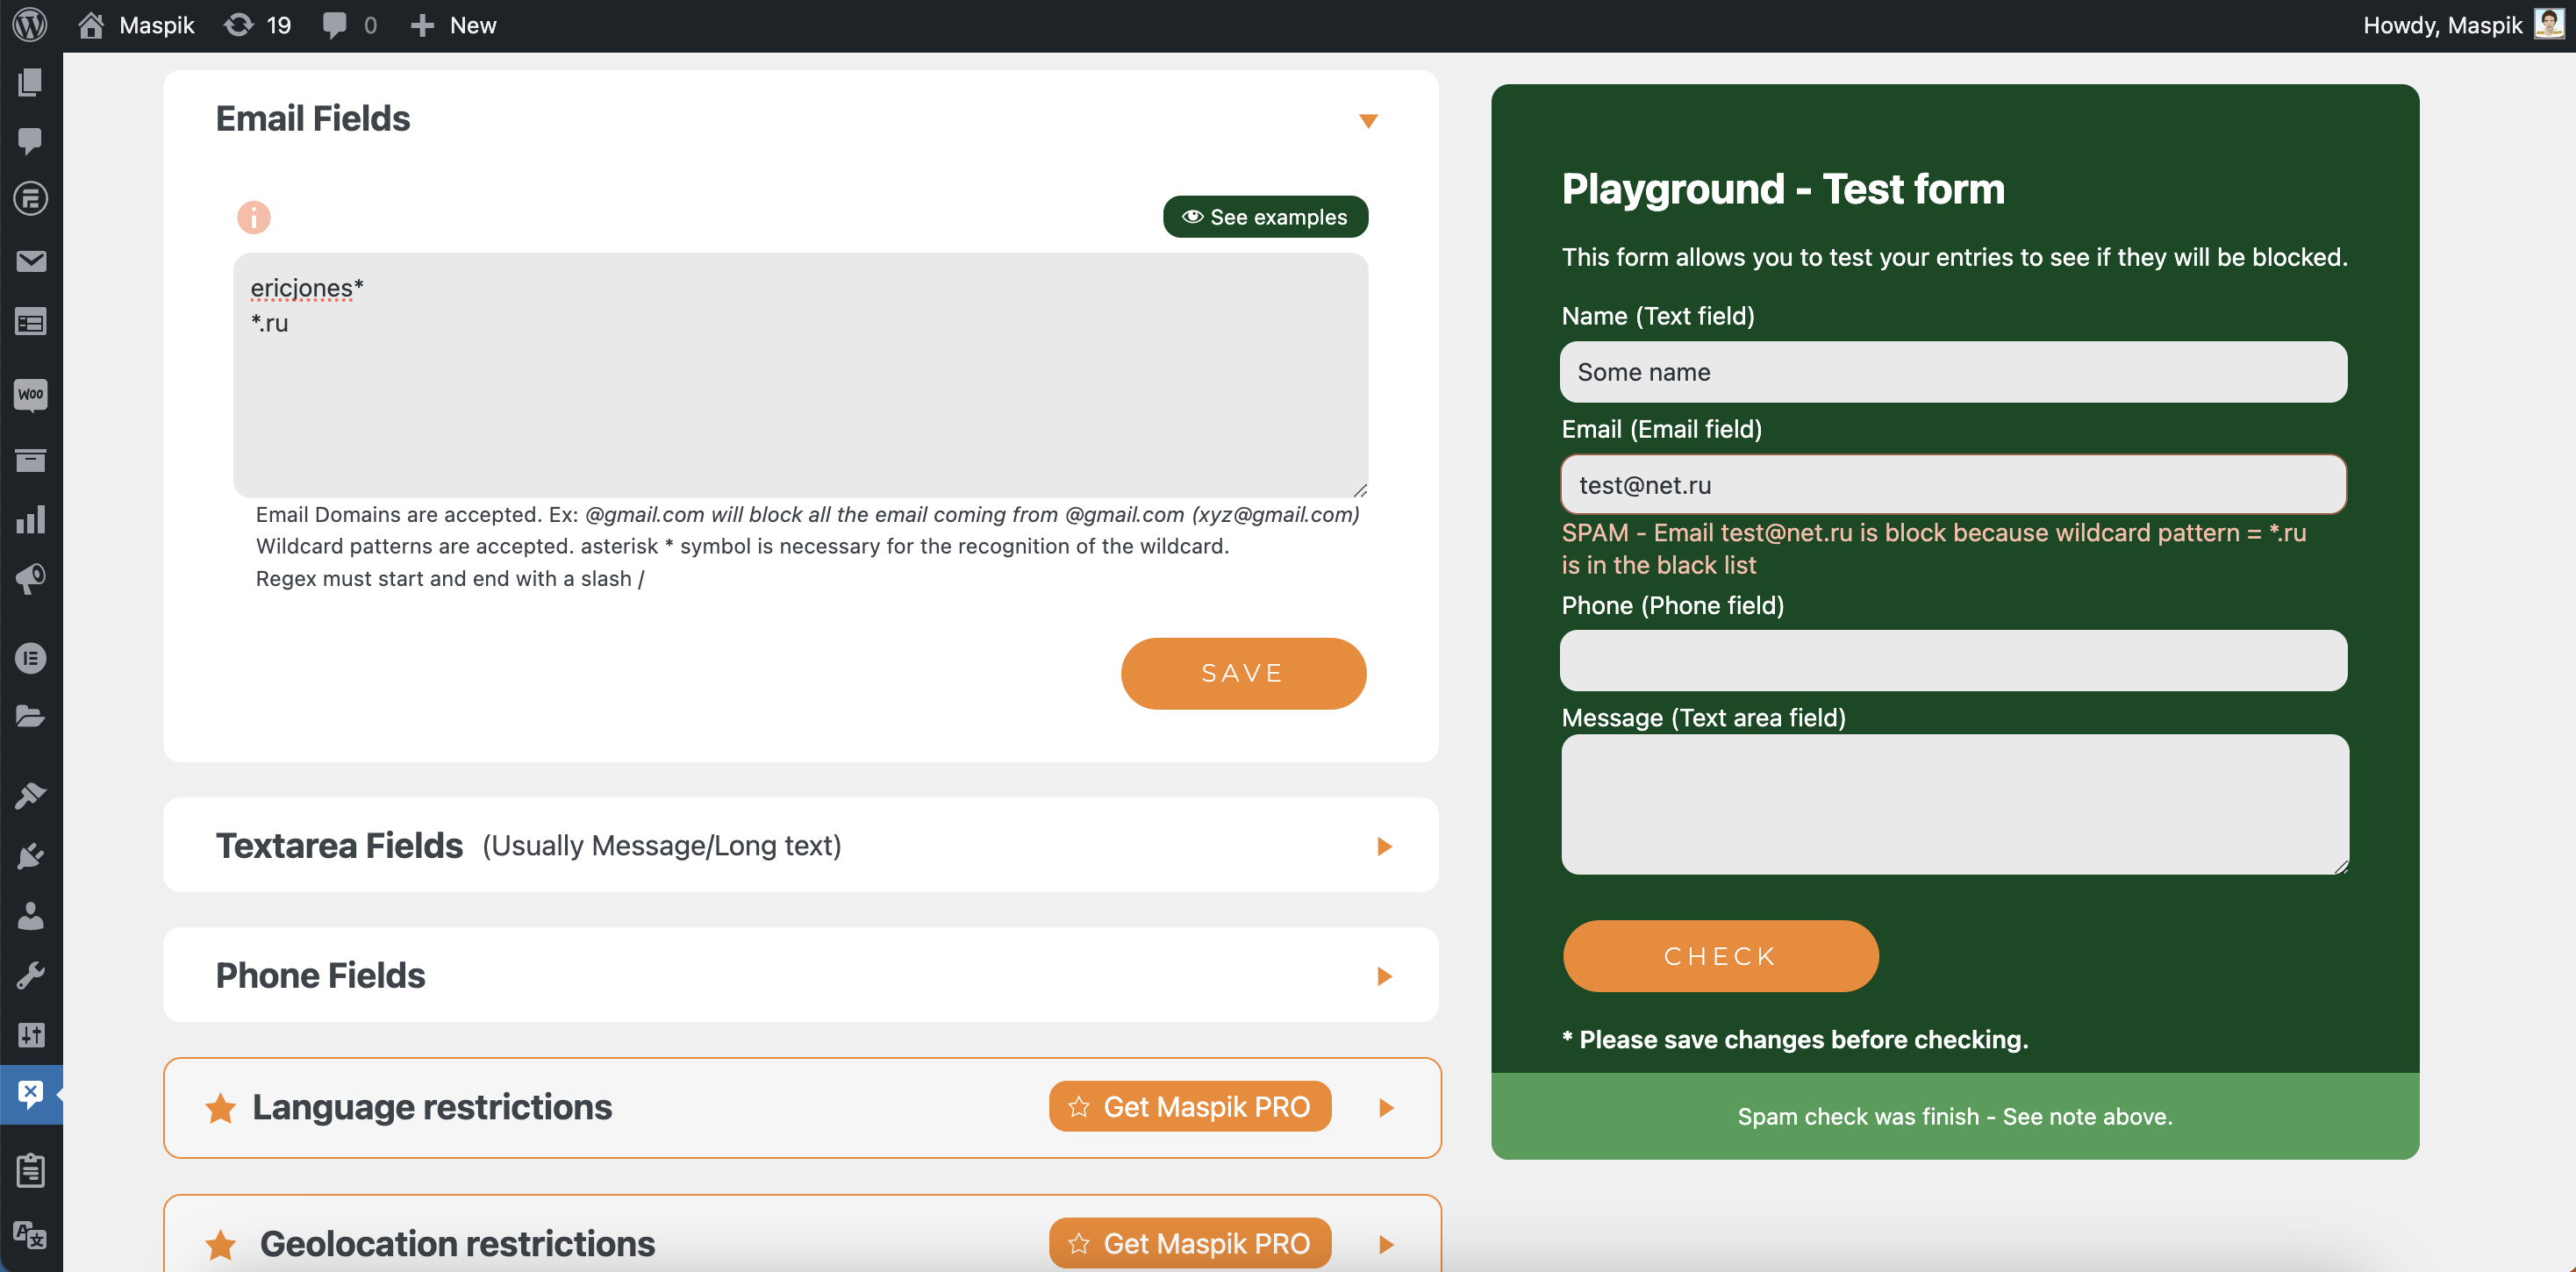 Maspik
19
0
New
Howdy, Maspik
Email Fields
See examples
ericjones*
*.ru
Email Domains are accepted. Ex: @gmail.com will block all the email coming from @gmail.com (xyz@gmail.com)
Wildcard patterns are accepted. asterisk * symbol is necessary for the recognition of the wildcard.
Regex must start and end with a slash /
SAVE
Textarea Fields (Usually Message/Long text)
Phone Fields
Language restrictions
Get Maspik PRO
Geolocation restrictions
Get Maspik PRO
Playground - Test form
This form allows you to test your entries to see if they will be blocked.
Name (Text field)
Some name
Email (Email field)
test@net.ru
SPAM - Email test@net.ru is block because wildcard pattern = *.ru
is in the black list
Phone (Phone field)
Message (Text area field)
CHECK
* Please save changes before checking.
Spam check was finish - See note above.
Woo